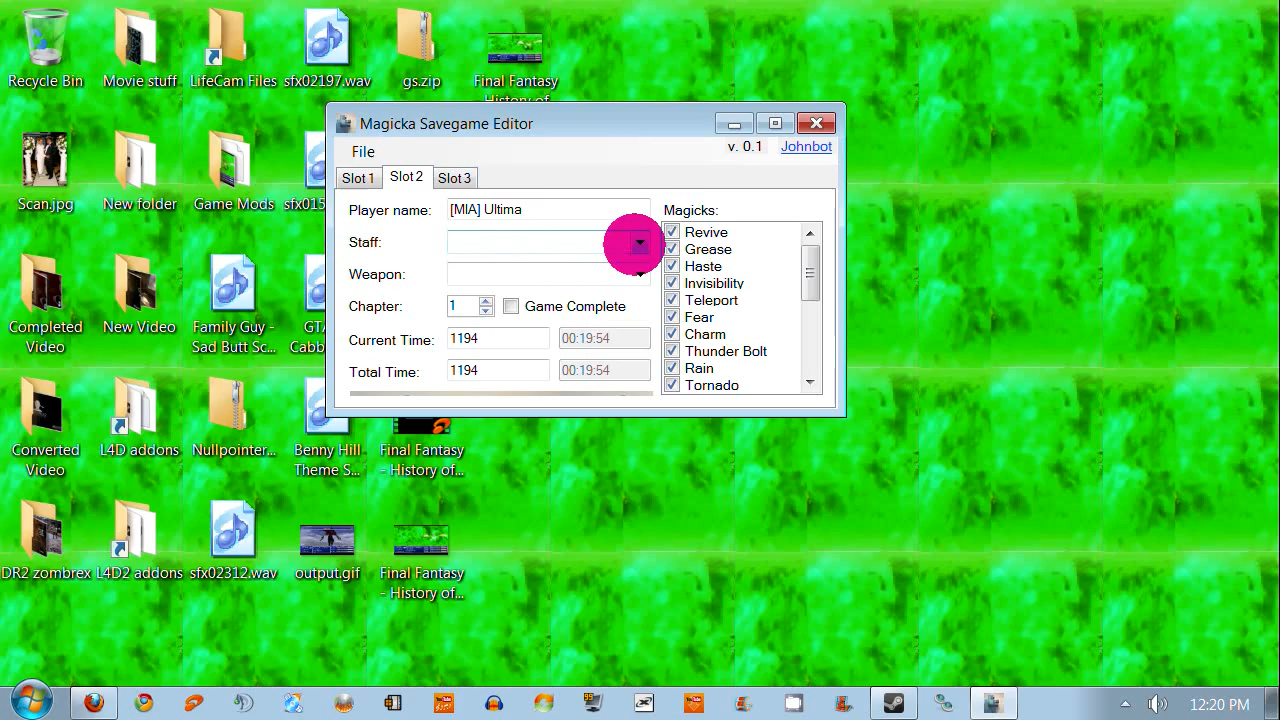 Recycle Bin
Movie stuff
LifeCam Files
sfx02197.wav
gs.zip
Final Fantasy
History of
Magicka Savegame Editor
File
v. 0.1
Johnbot
Slot 1
Slot 2
Slot 3
Player name:
[MIA] Ultima
Magicks:
Staff:
Revive
Grease
Haste
Weapon:
Invisibility
Teleport
Chapter:
1
Game Complete
Fear
Charm
Current Time:
1194
00:19:54
Thunder Bolt
Rain
Total Time:
1194
00:19:54
Tornado
Scan.jpg
New folder
Game Mods
sfx015
Completed
Video
New Video
Family Guy -
Sad Butt Sc...
GTA
Cabb
Converted
Video
L4D addons
Nullpointer...
Benny Hill
Theme S...
Final Fantasy
- History of...
DR2 zombrex
L4D2 addons
sfx02312.wav
output.gif
Final Fantasy
- History of...
12:20 PM